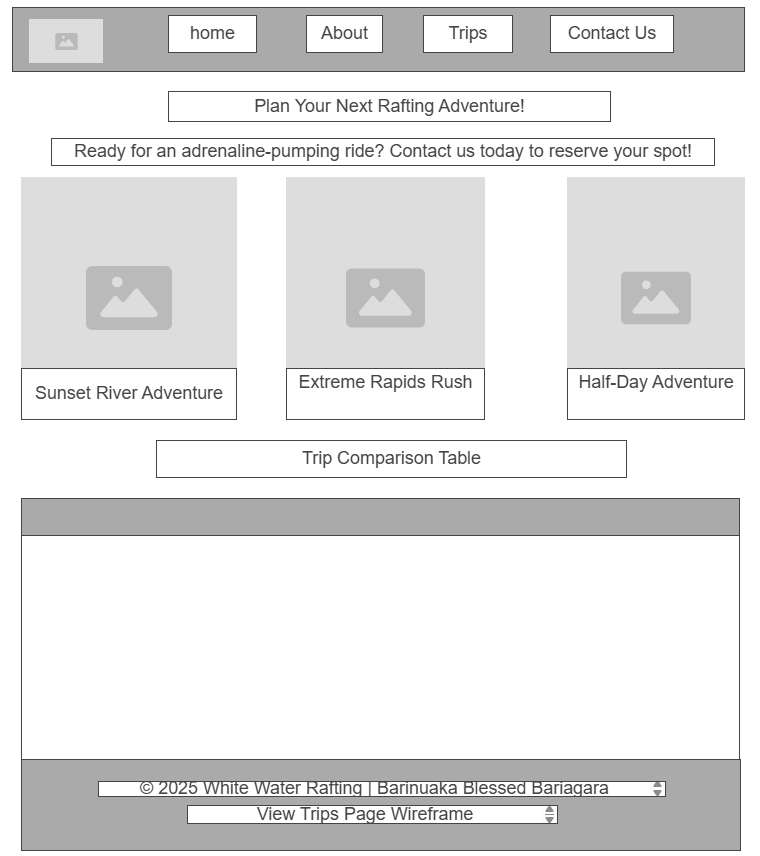 home
About
Trips
Contact Us
Plan Your Next Rafting Adventure!
Ready for an adrenaline-pumping ride? Contact us today to reserve your spot!
Sunset River Adventure
Extreme Rapids Rush
Half-Day Adventure
Trip Comparison Table
© 2025 White Water Rafting | Barinuaka Blessed Bariagara
View Trips Page Wireframe